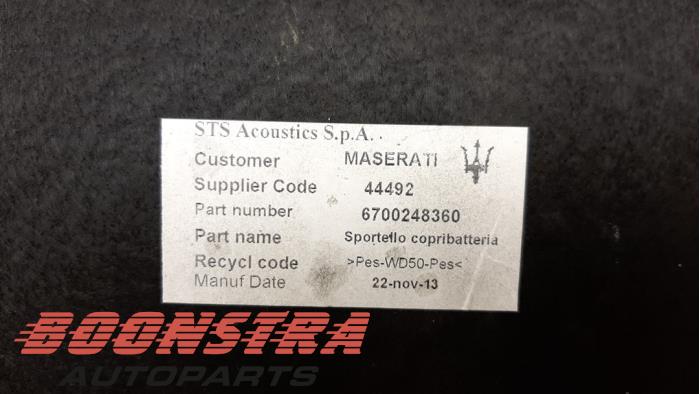 STS Acoustics S.p.A.
Customer MASERATI
Supplier Code 44492
Part number 6700248360
Part name Sportello copribatteria
Recycl code >Pes-WD50-Pes<
Manuf Date 22-nov-13
BOONSTRA
AUTOPARTS